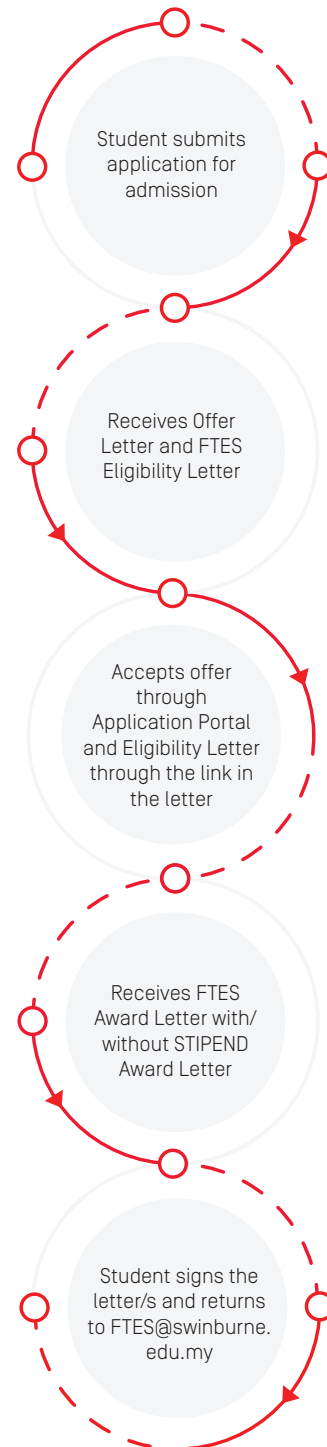 Student submits
application for
admission
Receives Offer
Letter and FTES
Eligibility Letter
Accepts offer
through
Application Portal
and Eligibility Letter
through the link in
the letter
Receives FTES
Award Letter with/
without STIPEND
Award Letter
Student signs the
letter/s and returns
to FTES@swinburne.
edu.my